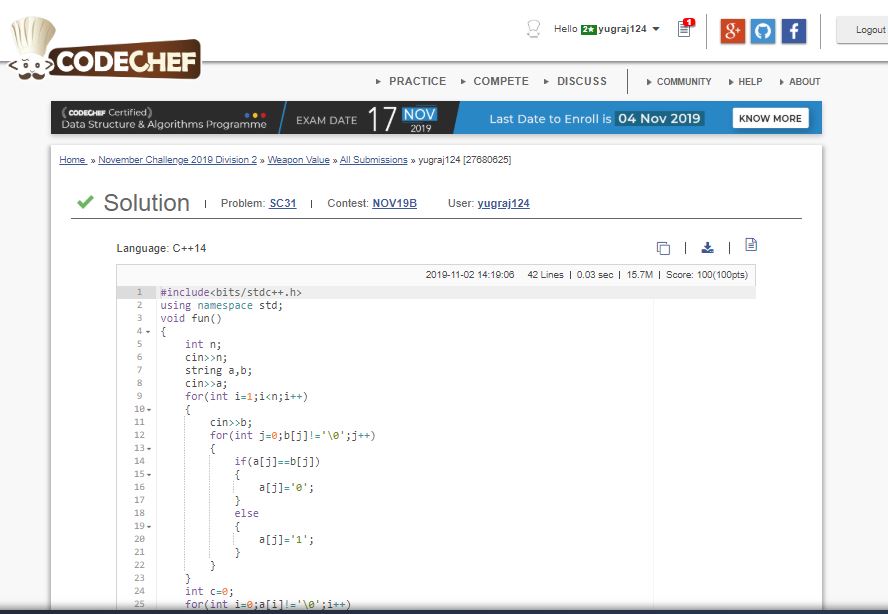 Hello 2★ yugraj124
1
g+
f
Logout
CODECHEF
PRACTICE COMPETE DISCUSS COMMUNITY HELP ABOUT
CODECHEF Certified
Data Structure & Algorithms Programme
EXAM DATE 17 NOV 2019
Last Date to Enroll is 04 Nov 2019
KNOW MORE
Home » November Challenge 2019 Division 2 » Weapon Value » All Submissions » yugraj124 [27680625]
Solution | Problem: SC31 | Contest: NOV19B User: yugraj124
Language: C++14
2019-11-02 14:19:06 42 Lines | 0.03 sec | 15.7M | Score: 100(100pts)
1 #include<bits/stdc++.h>
2 using namespace std;
3 void fun()
4 {
5 int n;
6 cin>>n;
7 string a,b;
8 cin>>a;
9 for(int i=1;i<n;i++)
10 {
11 cin>>b;
12 for(int j=0;b[j]!='\0';j++)
13 {
14 if(a[j]==b[j])
15 {
16 a[j]='0';
17 }
18 else
19 {
20 a[j]='1';
21 }
22 }
23 }
24 int c=0;
25 for(int i=0;a[i]!='\0';i++)